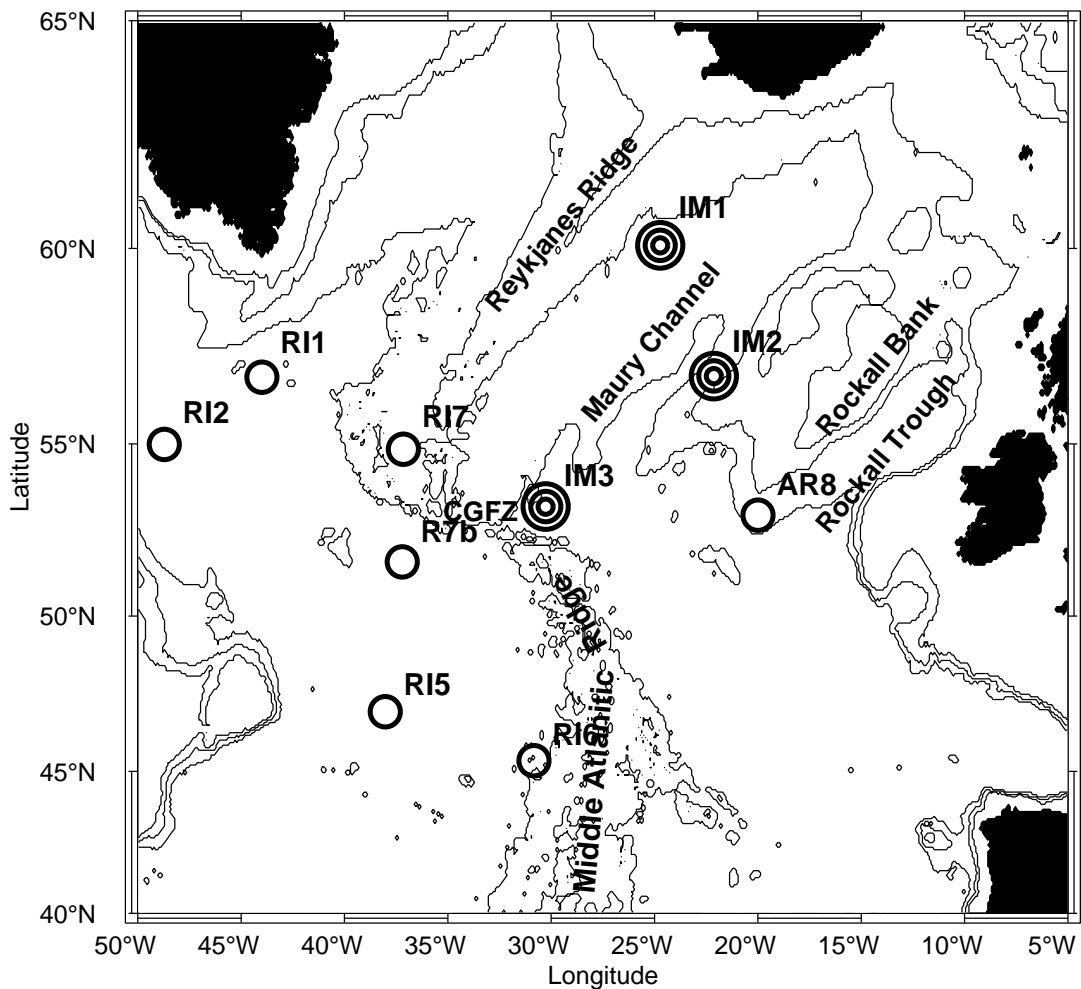 65°N
Reykjanes Ridge
IM1
60°N
Maury Channel
RI1
IM2
Rockall Bank
RI2
RI7
55°N
Rockall Trough
Latitude
IM3
AR8
CGFZ
R7b
50°N
Ridge
RI5
Middle Atlanitic
RI6
45°N
40°N
50°W 45°W 40°W 35°W 30°W 25°W 20°W 15°W 10°W 5°W
Longitude